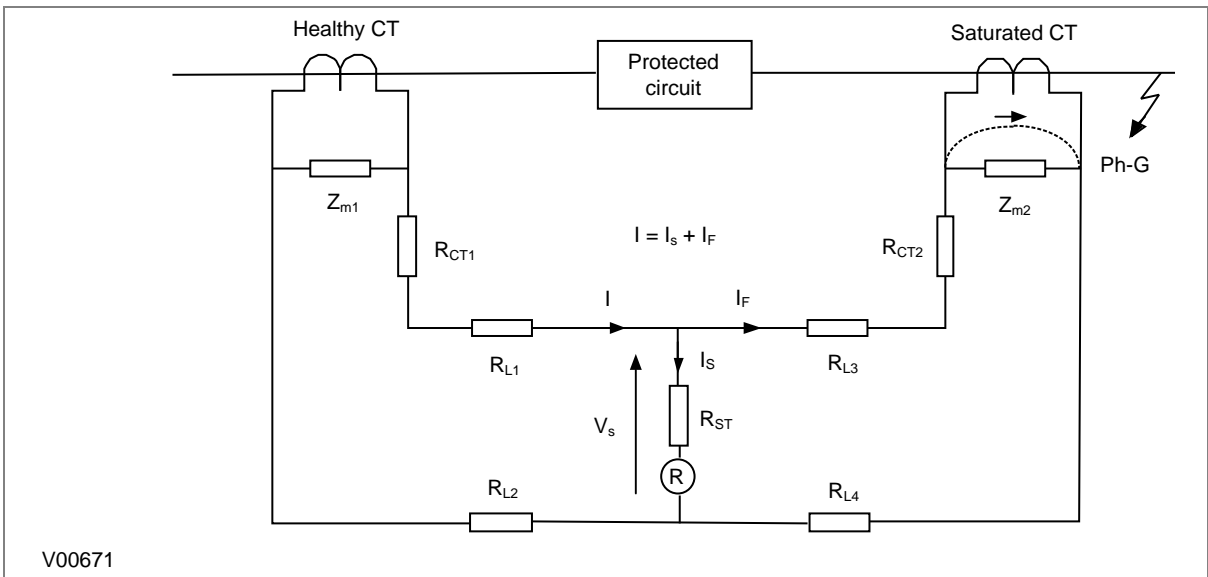 Healthy CT
Saturated CT
Protected
circuit
Ph-G
Zm1
Zm2
RCT1
I = Is + IF
RCT2
I
IF
RL1
IS
RL3
Vs
RST
R
RL2
RL4
V00671